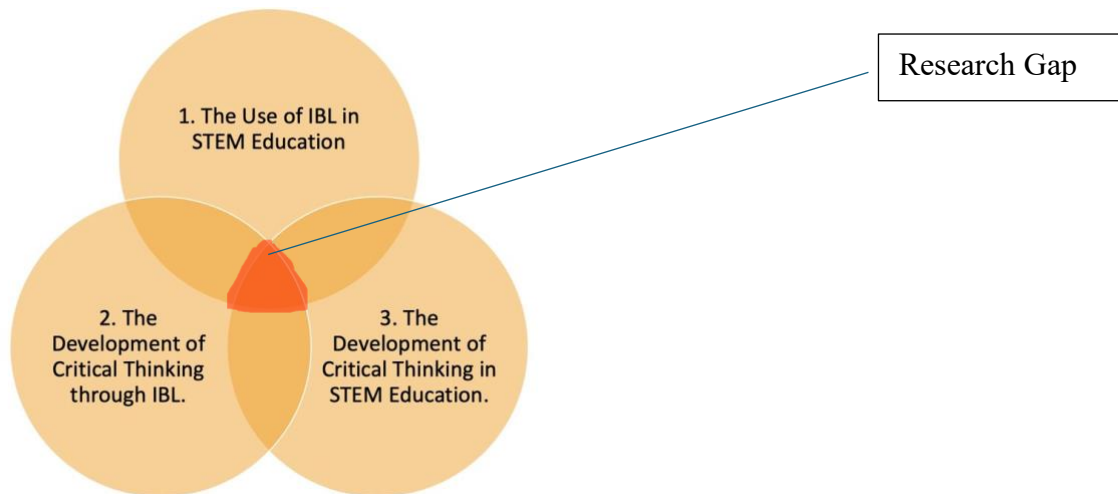 Research Gap
1. The Use of IBL in
STEM Education
2. The
Development of
Critical Thinking
through IBL.
3. The
Development of
Critical Thinking in
STEM Education.